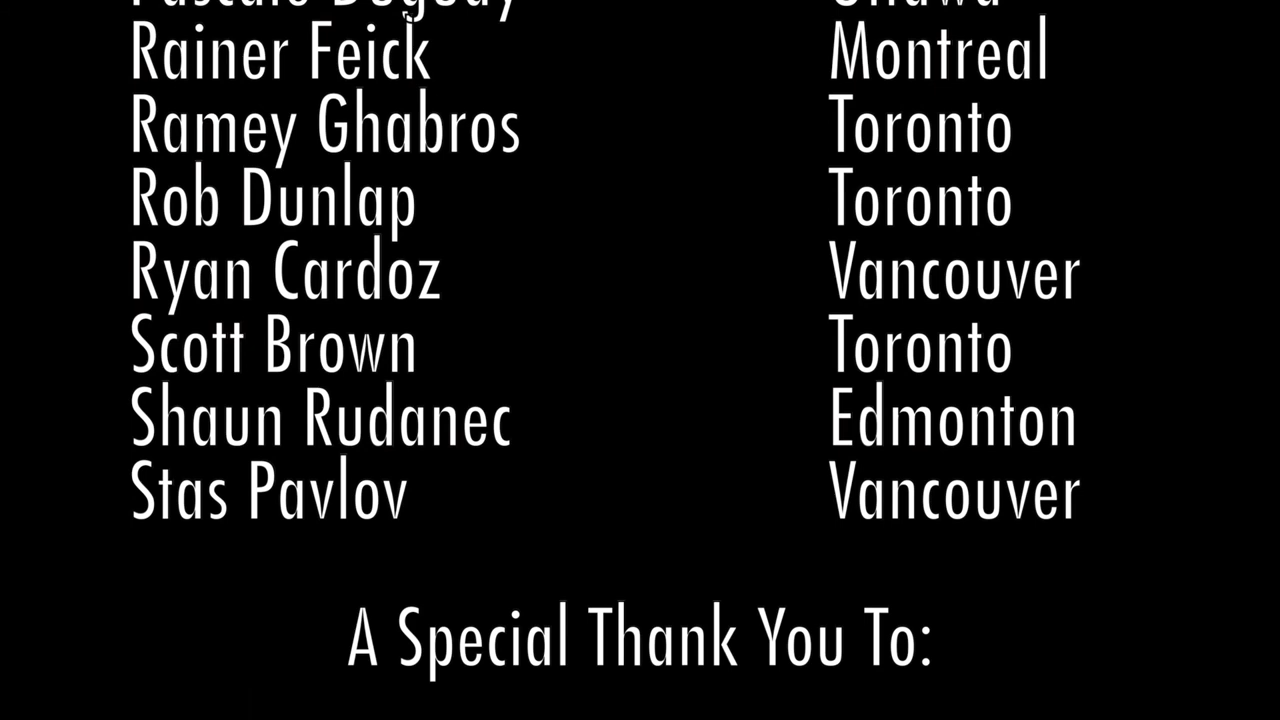 Rainer Feick Montreal
Ramey Ghabros Toronto
Rob Dunlap Toronto
Ryan Cardoz Vancouver
Scott Brown Toronto
Shaun Rudanec Edmonton
Stas Pavlov Vancouver
A Special Thank You To: